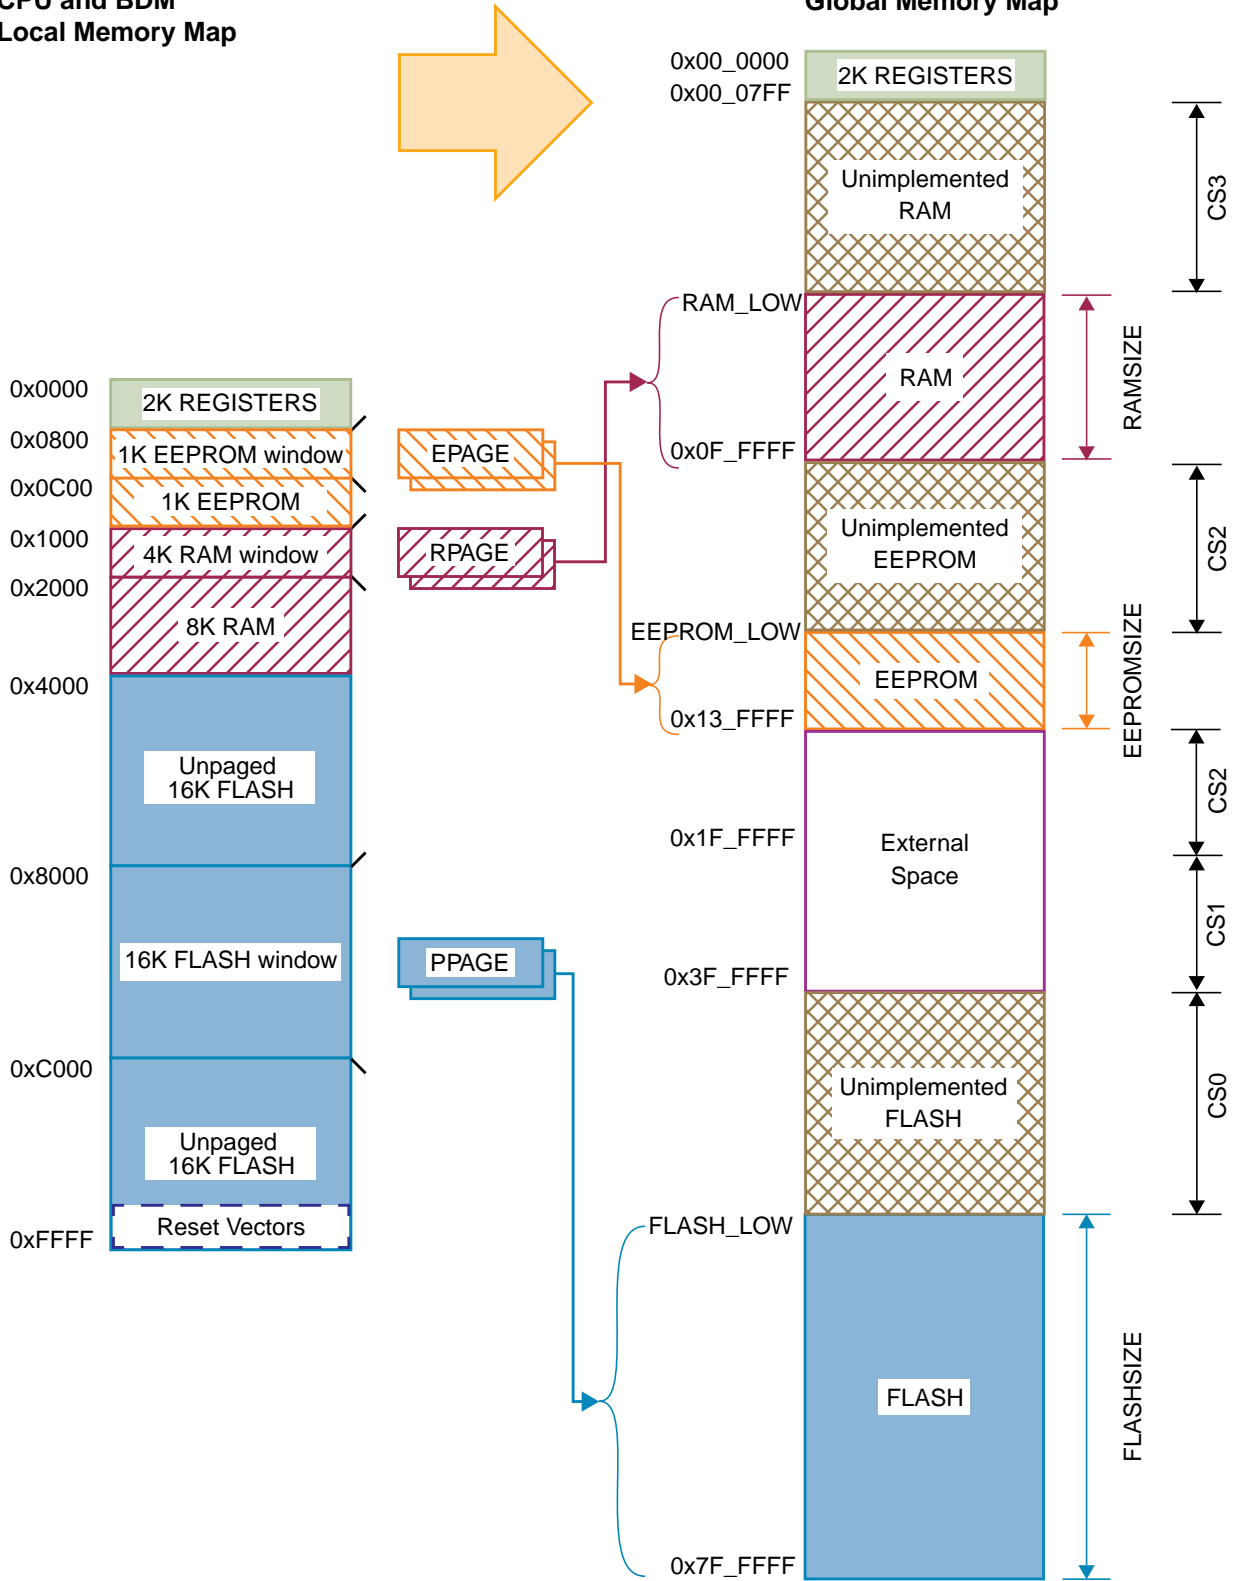 CPU and BDM
Local Memory Map
Global Memory Map
0x00_0000
0x00_07FF
2K REGISTERS
Unimplemented
RAM
CS3
RAM_LOW
RAM
0x0F_FFFF
RAMSIZE
Unimplemented
EEPROM
CS2
EEPROM_LOW
EEPROM
0x13_FFFF
EEPROMSIZE
CS2
0x1F_FFFF
External
Space
CS1
0x3F_FFFF
Unimplemented
FLASH
CS0
FLASH_LOW
FLASH
FLASHSIZE
0x7F_FFFF
0x0000
2K REGISTERS
0x0800
1K EEPROM window
0x0C00
1K EEPROM
0x1000
4K RAM window
0x2000
8K RAM
0x4000
Unpaged
16K FLASH
0x8000
16K FLASH window
0xC000
Unpaged
16K FLASH
Reset Vectors
0xFFFF
EPAGE
RPAGE
PPAGE